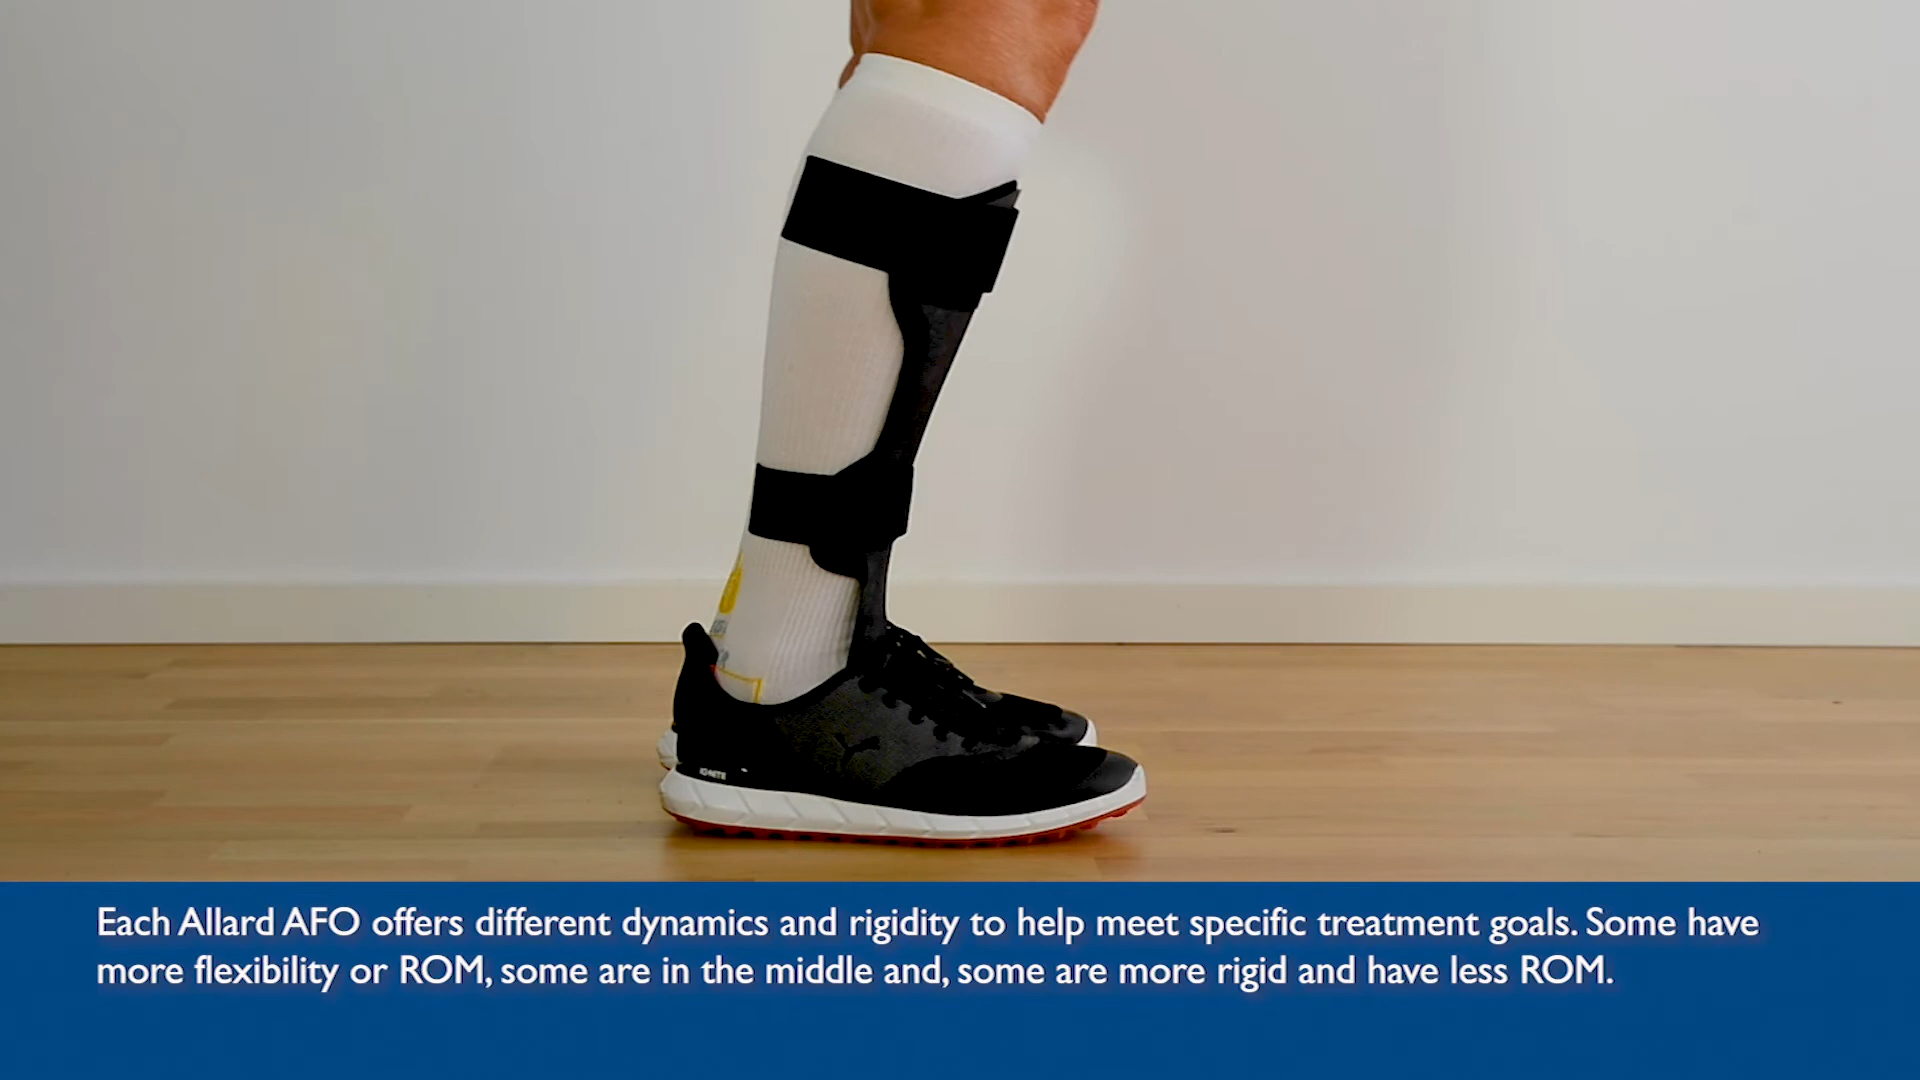 IGNITE
Each Allard AFO offers different dynamics and rigidity to help meet specific treatment goals. Some have
more flexibility or ROM, some are in the middle and, some are more rigid and have less ROM.